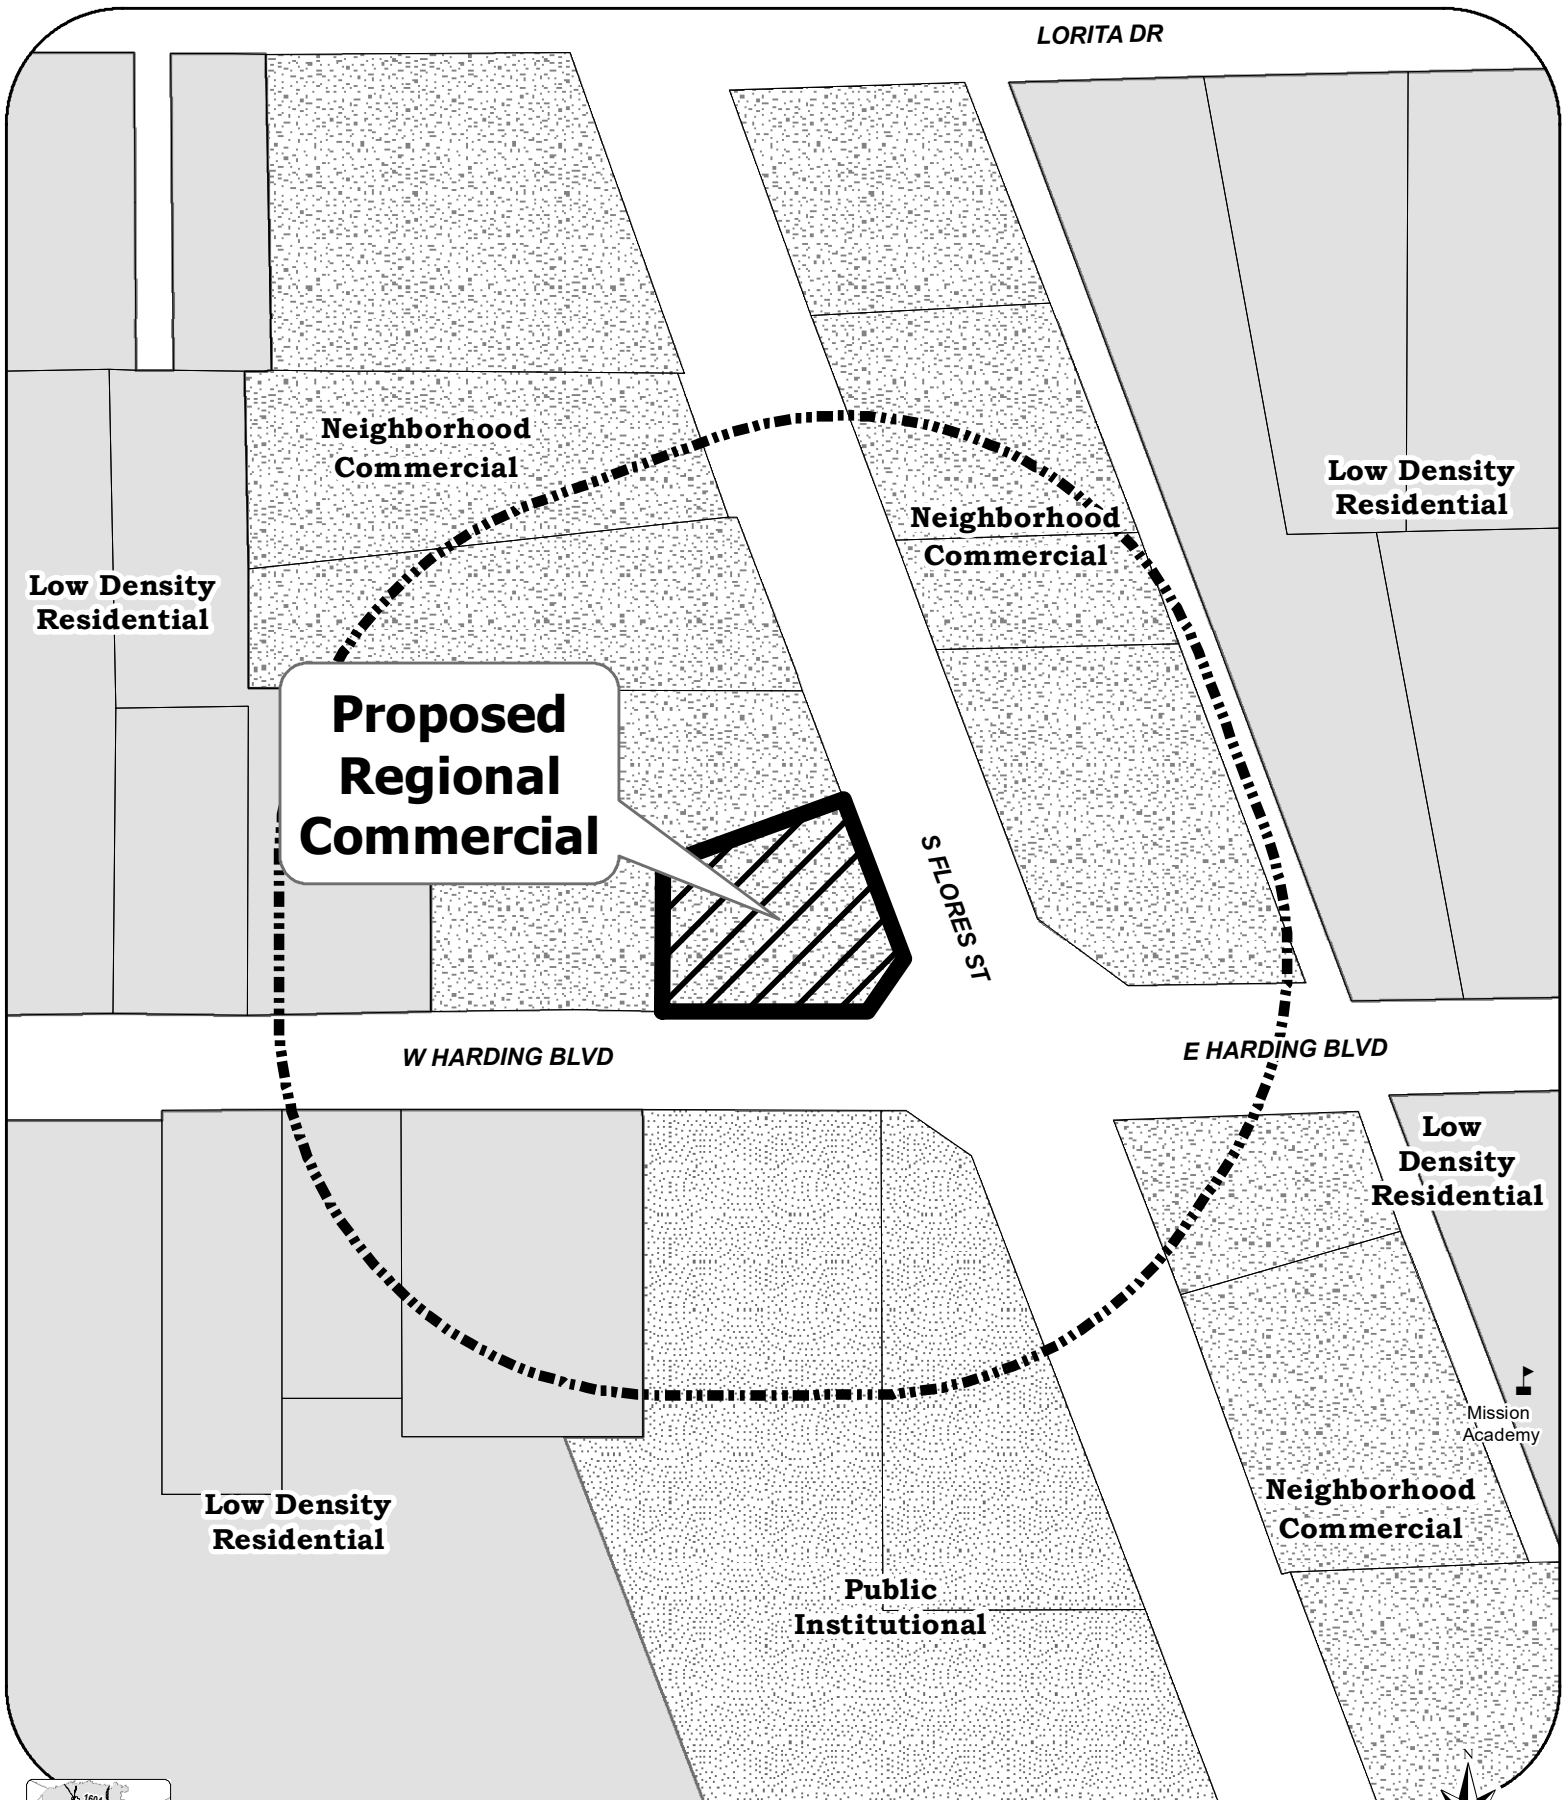 LORITA DR
Neighborhood
Commercial
Low Density
Residential
Neighborhood
Commercial
Low Density
Residential
Proposed
Regional
Commercial
S FLORES ST
W HARDING BLVD
E HARDING BLVD
Low
Density
Residential
Mission
Academy
Neighborhood
Commercial
Low Density
Residential
Public
Institutional
N
1604